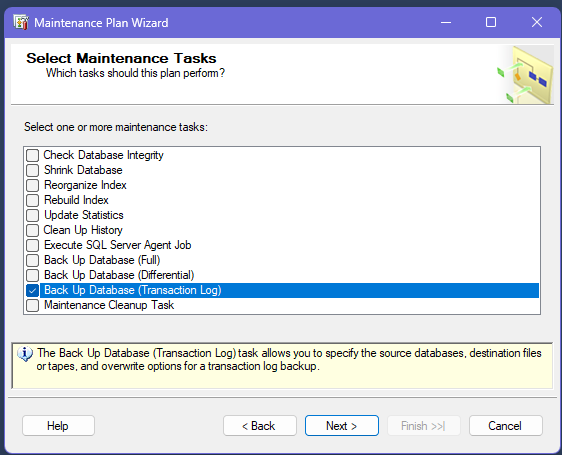 Maintenance Plan Wizard
Select Maintenance Tasks
Which tasks should this plan perform?
Select one or more maintenance tasks:
Check Database Integrity
Shrink Database
Reorganize Index
Rebuild Index
Update Statistics
Clean Up History
Execute SQL Server Agent Job
Back Up Database (Full)
Back Up Database (Differential)
Back Up Database (Transaction Log)
Maintenance Cleanup Task
The Back Up Database (Transaction Log) task allows you to specify the source databases, destination files
or tapes, and overwrite options for a transaction log backup.
Help
< Back
Next >
Finish >>|
Cancel